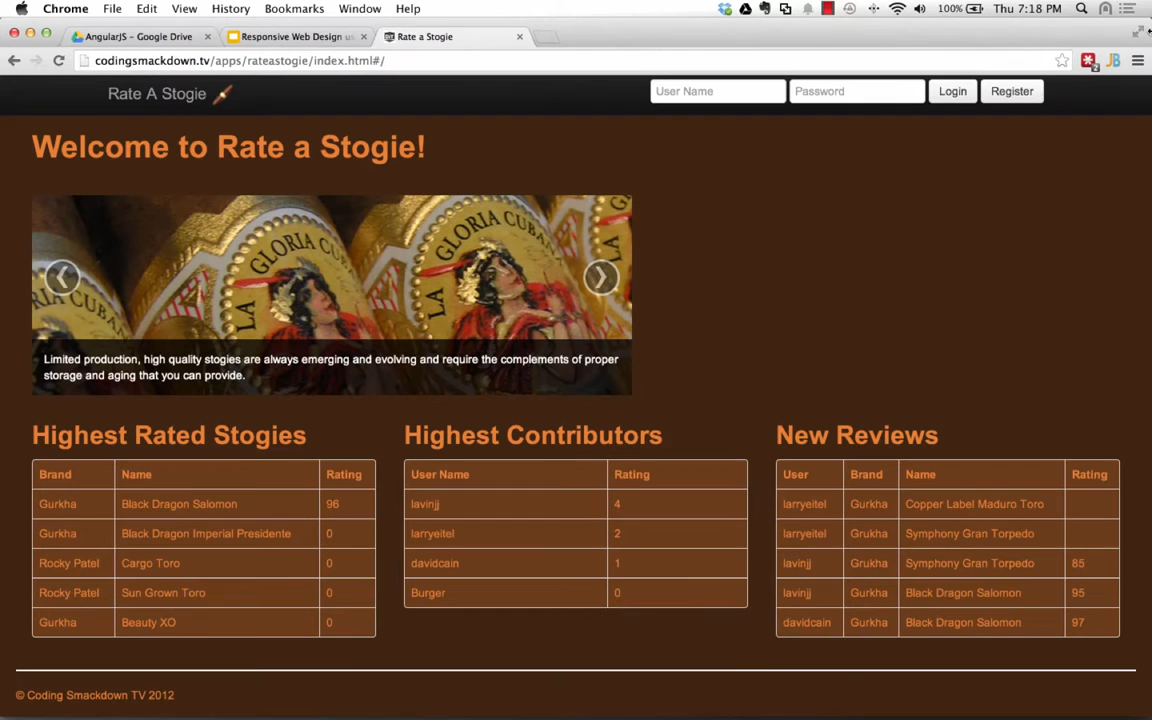 Chrome File Edit View History Bookmarks Window Help 100% Thu 7:18 PM
AngularJS – Google Drive Responsive Web Design us Rate a Stogie
codingsmackdown.tv/apps/rateastogie/index.html#/
Rate A Stogie User Name Password Login Register
Welcome to Rate a Stogie!
LA GLORIA CUBAN
LA GLORIA CUBAN
Limited production, high quality stogies are always emerging and evolving and require the complements of proper
storage and aging that you can provide.
Highest Rated Stogies
Brand Name Rating
Gurkha Black Dragon Salomon 96
Gurkha Black Dragon Imperial Presidente 0
Rocky Patel Cargo Toro 0
Rocky Patel Sun Grown Toro 0
Gurkha Beauty XO 0
Highest Contributors
User Name Rating
lavinjj 4
larryeitel 2
davidcain 1
Burger 0
New Reviews
User Brand Name Rating
larryeitel Gurkha Copper Label Maduro Toro
larryeitel Grukha Symphony Gran Torpedo
lavinjj Grukha Symphony Gran Torpedo 85
lavinjj Gurkha Black Dragon Salomon 95
davidcain Gurkha Black Dragon Salomon 97
© Coding Smackdown TV 2012